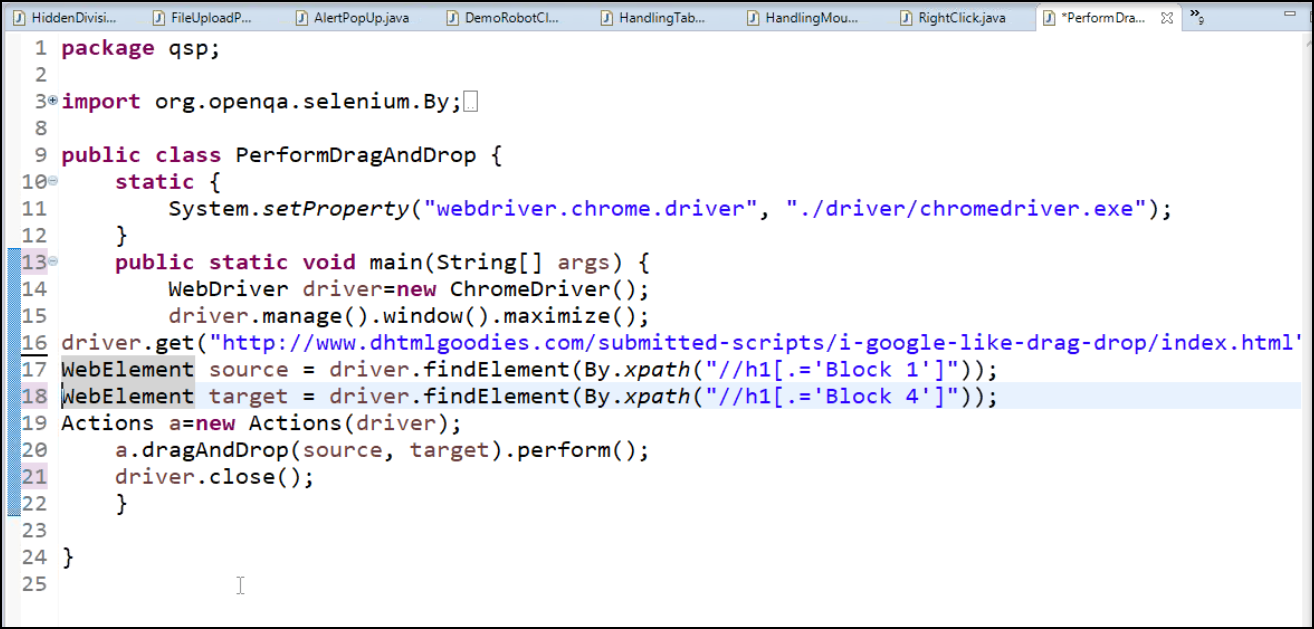 HiddenDivisi... FileUploadP... AlertPopUp.java DemoRobotCl... HandlingTab... HandlingMou... RightClick.java *PerformDra... »9
1 package qsp;
2
3 import org.openqa.selenium.By;
8
9 public class PerformDragAndDrop {
10 static {
11 System.setProperty("webdriver.chrome.driver", "./driver/chromedriver.exe");
12 }
13 public static void main(String[] args) {
14 WebDriver driver=new ChromeDriver();
15 driver.manage().window().maximize();
16 driver.get("http://www.dhtmlgoodies.com/submitted-scripts/i-google-like-drag-drop/index.html"
17 WebElement source = driver.findElement(By.xpath("//h1[.='Block 1']"));
18 WebElement target = driver.findElement(By.xpath("//h1[.='Block 4']"));
19 Actions a=new Actions(driver);
20 a.dragAndDrop(source, target).perform();
21 driver.close();
22 }
23
24 }
25